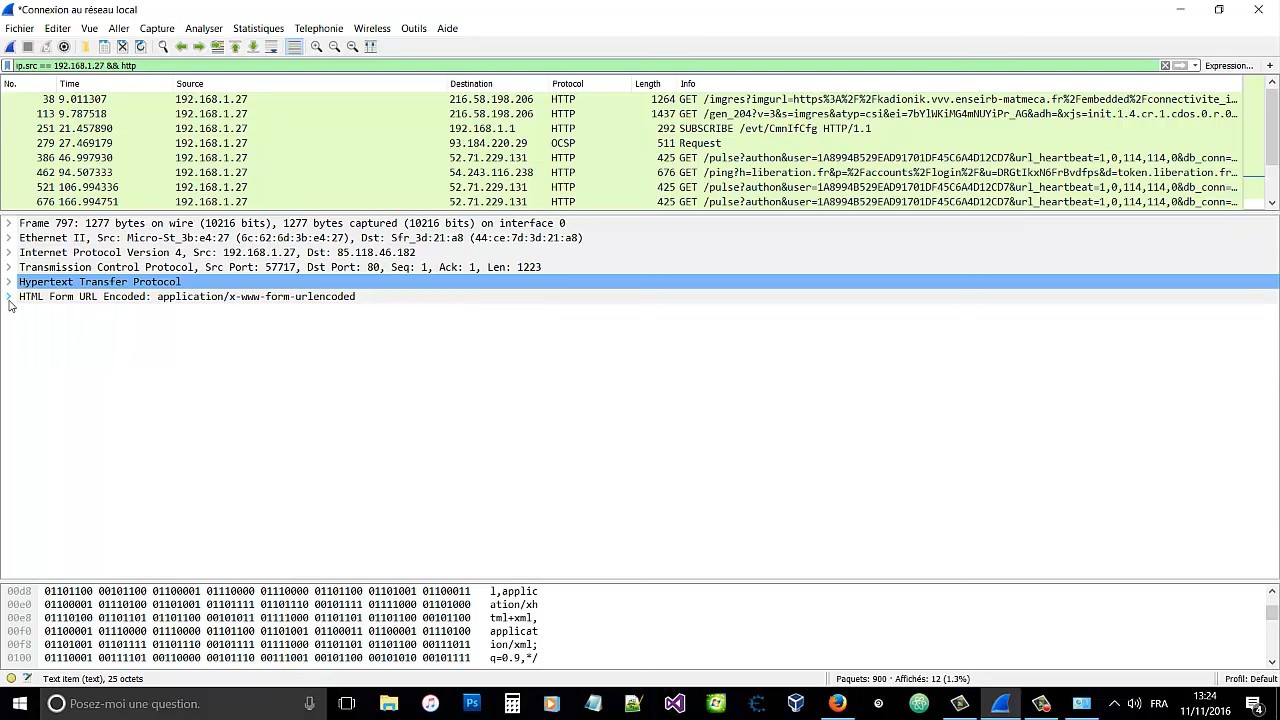 *Connexion au réseau local
Fichier Editer Vue Aller Capture Analyser Statistiques Telephonie Wireless Outils Aide
ip.src == 192.168.1.27 && http Expression... +
No. Time Source Destination Protocol Length Info
38 9.011307 192.168.1.27 216.58.198.206 HTTP 1264 GET /imgres?imgurl=https%3A%2F%2Fkadionik.vvv.enseirb-matmeca.fr%2Fembedded%2Fconnectivite_i…
113 9.787518 192.168.1.27 216.58.198.206 HTTP 1437 GET /gen_204?v=3&s=imgres&atyp=csi&ei=7bYlWKiMG4mNUYiPr_AG&adh=&xjs=init.1.4.cr.1.cdos.0.r.0…
251 21.457890 192.168.1.27 192.168.1.1 HTTP 292 SUBSCRIBE /evt/CmnIfCfg HTTP/1.1
279 27.469179 192.168.1.27 93.184.220.29 OCSP 511 Request
386 46.997930 192.168.1.27 52.71.229.131 HTTP 425 GET /pulse?authon&user=1A8994B529EAD91701DF45C6A4D12CD7&url_heartbeat=1,0,114,114,0&db_conn=…
462 94.507333 192.168.1.27 54.243.116.238 HTTP 676 GET /ping?h=liberation.fr&p=%2Faccounts%2Flogin%2F&u=DRGtIkxN6FrBvdfps&d=token.liberation.fr…
521 106.994336 192.168.1.27 52.71.229.131 HTTP 425 GET /pulse?authon&user=1A8994B529EAD91701DF45C6A4D12CD7&url_heartbeat=1,0,114,114,0&db_conn=…
676 166.994751 192.168.1.27 52.71.229.131 HTTP 425 GET /pulse?authon&user=1A8994B529EAD91701DF45C6A4D12CD7&url_heartbeat=1,0,114,114,0&db_conn=…
Frame 797: 1277 bytes on wire (10216 bits), 1277 bytes captured (10216 bits) on interface 0
Ethernet II, Src: Micro-St_3b:e4:27 (6c:62:6d:3b:e4:27), Dst: Sfr_3d:21:a8 (44:ce:7d:3d:21:a8)
Internet Protocol Version 4, Src: 192.168.1.27, Dst: 85.118.46.182
Transmission Control Protocol, Src Port: 57717, Dst Port: 80, Seq: 1, Ack: 1, Len: 1223
Hypertext Transfer Protocol
HTML Form URL Encoded: application/x-www-form-urlencoded
00d8 01101100 00101100 01100001 01110000 01110000 01101100 01101001 01100011 l,applic
00e0 01100001 01110100 01101001 01101111 01101110 00101111 01111000 01101000 ation/xh
00e8 01110100 01101101 01101100 00101011 01111000 01101101 01101100 00101100 tml+xml,
00f0 01100001 01110000 01110000 01101100 01101001 01100011 01100001 01110100 applicat
00f8 01101001 01101111 01101110 00101111 01111000 01101101 01101100 00111011 ion/xml;
0100 01110001 00111101 00110000 00101110 00111001 00101100 00101010 00101111 q=0.9,*/
Text item (text), 25 octets Paquets: 900 · Affichés: 12 (1.3%) Profil: Default
Posez-moi une question. FRA 13:24
11/11/2016